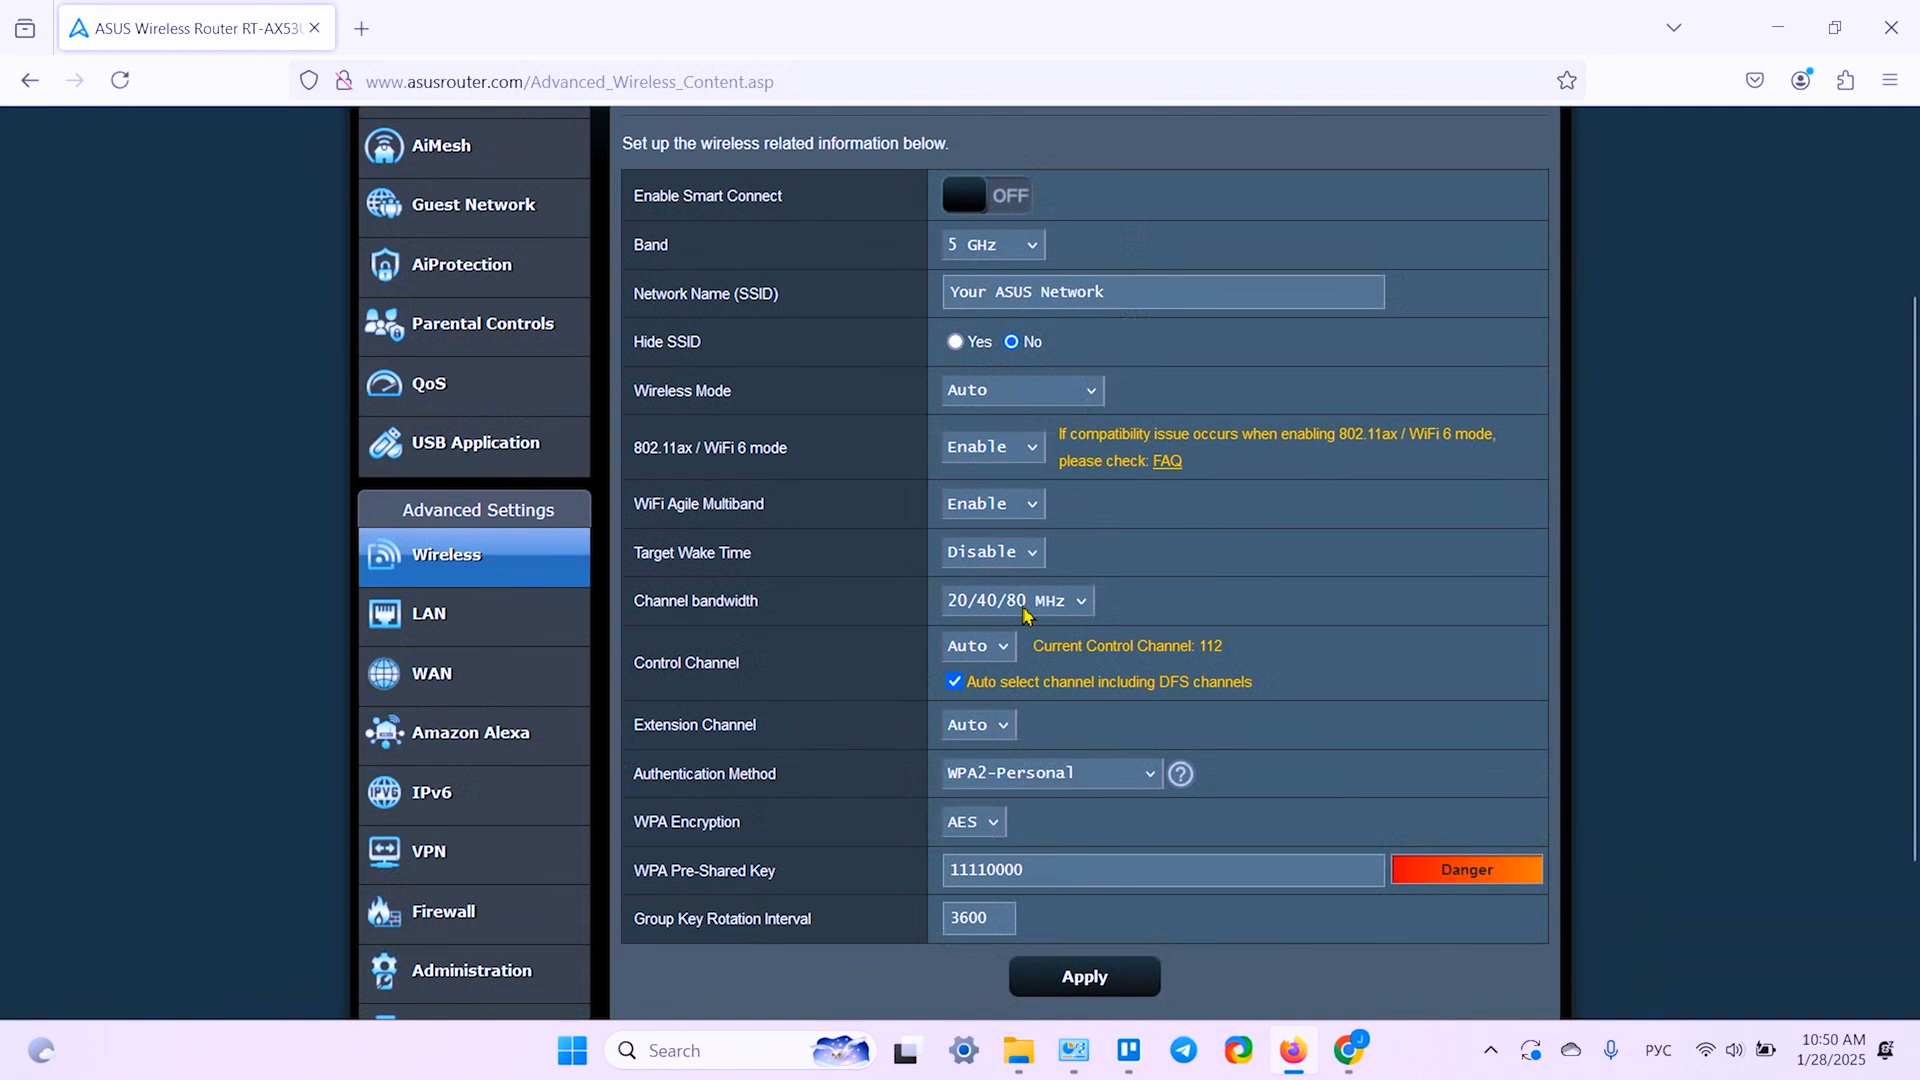 ASUS Wireless Router RT-AX53U
www.asusrouter.com/Advanced_Wireless_Content.asp
AiMesh
Guest Network
AiProtection
Parental Controls
QoS
USB Application
Advanced Settings
Wireless
LAN
WAN
Amazon Alexa
IPv6
VPN
Firewall
Administration
Set up the wireless related information below.
Enable Smart Connect OFF
Band 5 GHz
Network Name (SSID) Your ASUS Network
Hide SSID Yes No
Wireless Mode Auto
802.11ax / WiFi 6 mode Enable If compatibility issue occurs when enabling 802.11ax / WiFi 6 mode,
please check: FAQ
WiFi Agile Multiband Enable
Target Wake Time Disable
Channel bandwidth 20/40/80 MHz
Control Channel Auto Current Control Channel: 112
Auto select channel including DFS channels
Extension Channel Auto
Authentication Method WPA2-Personal ?
WPA Encryption AES
WPA Pre-Shared Key 11110000 Danger
Group Key Rotation Interval 3600
Apply
Search
РУС
10:50 AM
1/28/2025